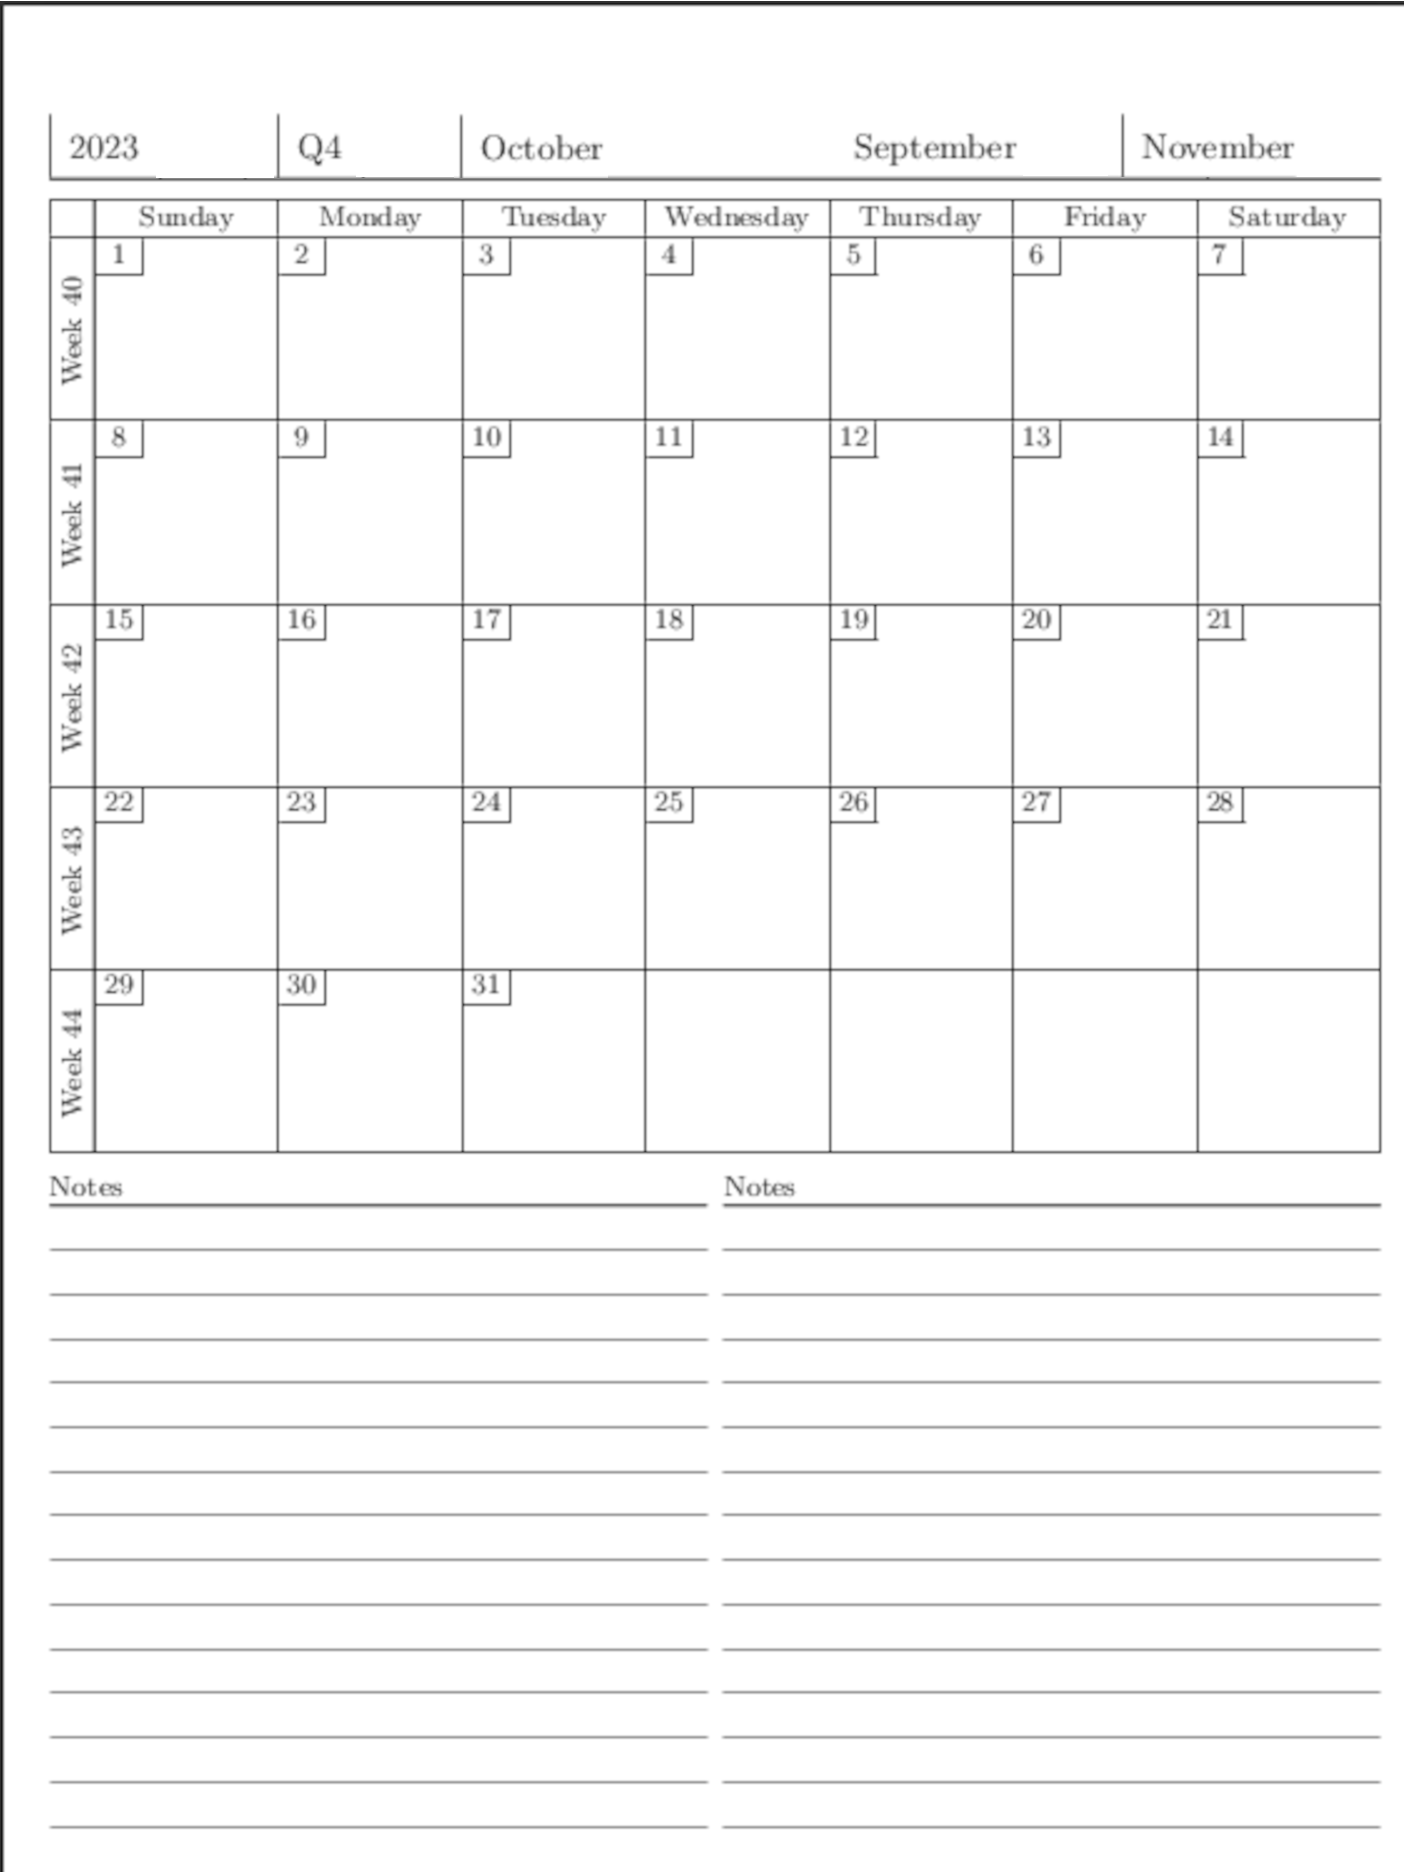 2023 Q4 October September November
Sunday Monday Tuesday Wednesday Thursday Friday Saturday
Week 40 1 2 3 4 5 6 7
Week 41 8 9 10 11 12 13 14
Week 42 15 16 17 18 19 20 21
Week 43 22 23 24 25 26 27 28
Week 44 29 30 31
Notes Notes